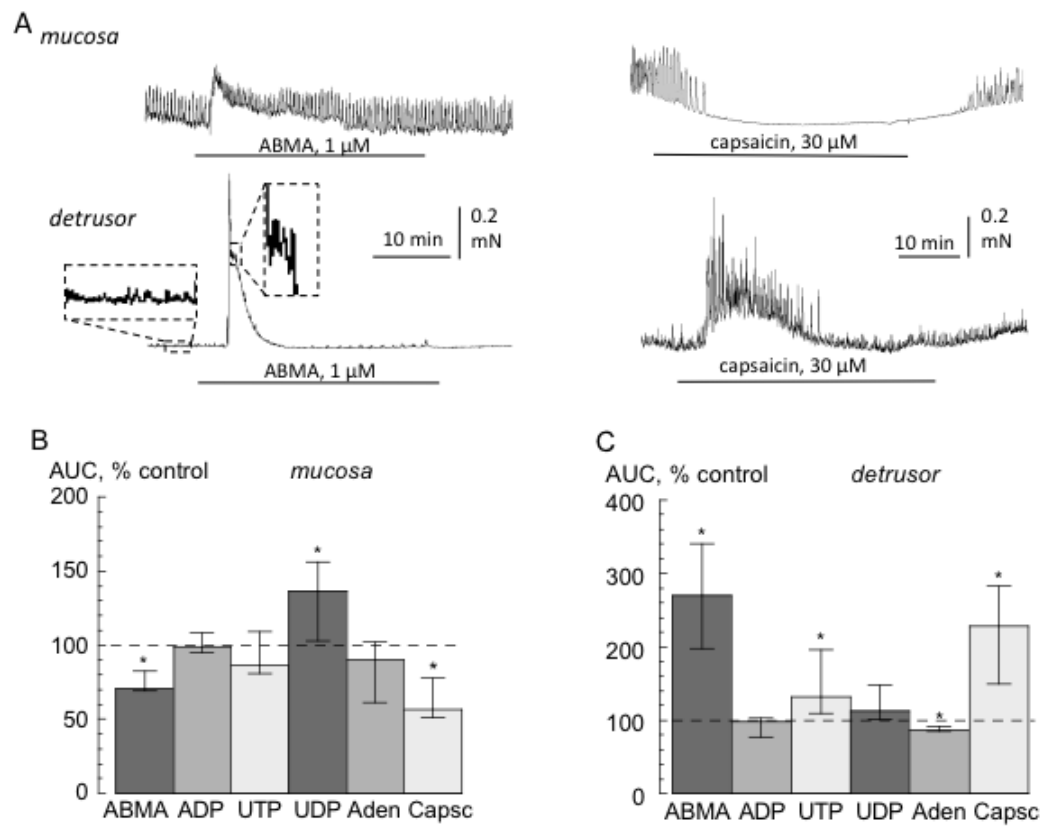 A
mucosa
ABMA, 1 µM
capsaicin, 30 µM
detrusor
10 min
0.2
mN
10 min
0.2
mN
ABMA, 1 µM
capsaicin, 30 µM
B
AUC, % control
mucosa
200
150
100
50
0
*
*
*
ABMA ADP UTP UDP Aden Capsc
C
AUC, % control
detrusor
400
300
200
100
0
*
*
*
*
ABMA ADP UTP UDP Aden Capsc